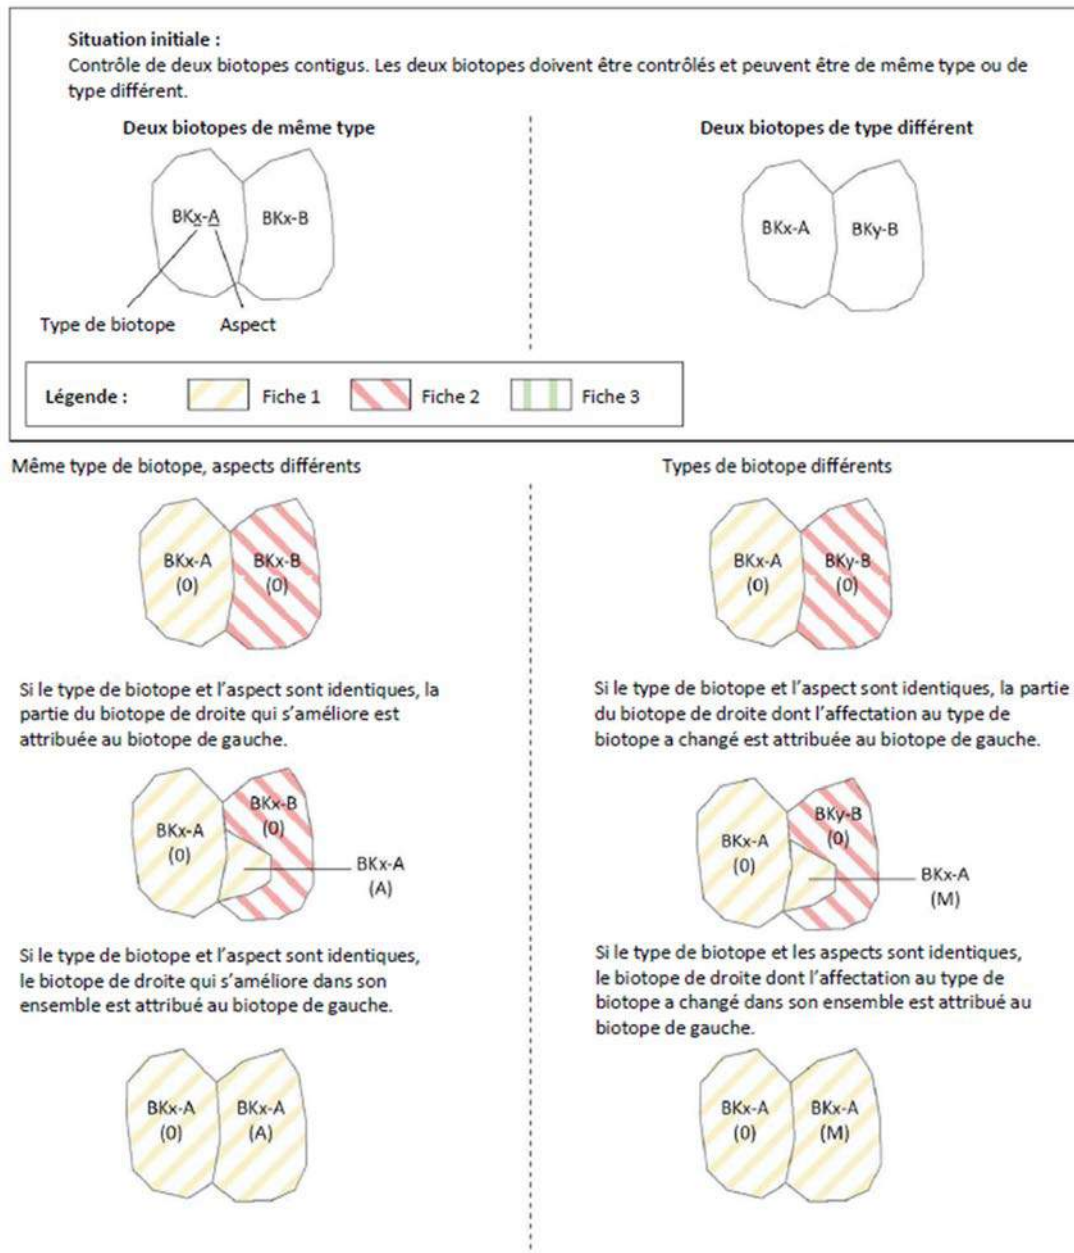 Situation initiale :
Contrôle de deux biotopes contigus. Les deux biotopes doivent être contrôlés et peuvent être de même type ou de
type différent.
Deux biotopes de même type
Deux biotopes de type différent
BKx-A
BKx-B
BKx-A
BKy-B
Type de biotope
Aspect
Légende :
Fiche 1
Fiche 2
Fiche 3
Même type de biotope, aspects différents
Types de biotope différents
BKx-A
(0)
BKx-B
(0)
BKx-A
(0)
BKy-B
(0)
Si le type de biotope et l’aspect sont identiques, la
partie du biotope de droite qui s’améliore est
attribuée au biotope de gauche.
Si le type de biotope et l’aspect sont identiques, la partie
du biotope de droite dont l’affectation au type de
biotope a changé est attribuée au biotope de gauche.
BKx-A
(0)
BKx-B
(0)
BKx-A
(A)
BKx-A
(0)
BKy-B
(0)
BKx-A
(M)
Si le type de biotope et l’aspect sont identiques,
le biotope de droite qui s’améliore dans son
ensemble est attribué au biotope de gauche.
Si le type de biotope et les aspects sont identiques,
le biotope de droite dont l’affectation au type de
biotope a changé dans son ensemble est attribué au
biotope de gauche.
BKx-A
(0)
BKx-A
(A)
BKx-A
(0)
BKx-A
(M)